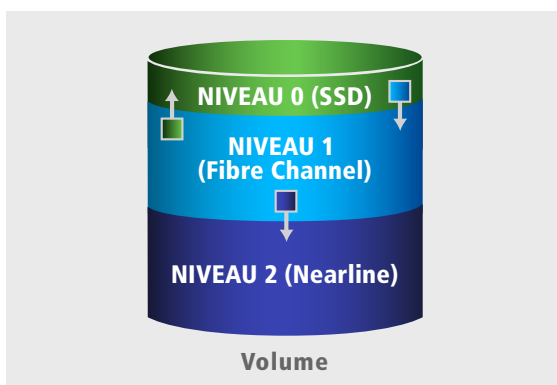 NIVEAU 0 (SSD)
NIVEAU 1
(Fibre Channel)
NIVEAU 2 (Nearline)
Volume